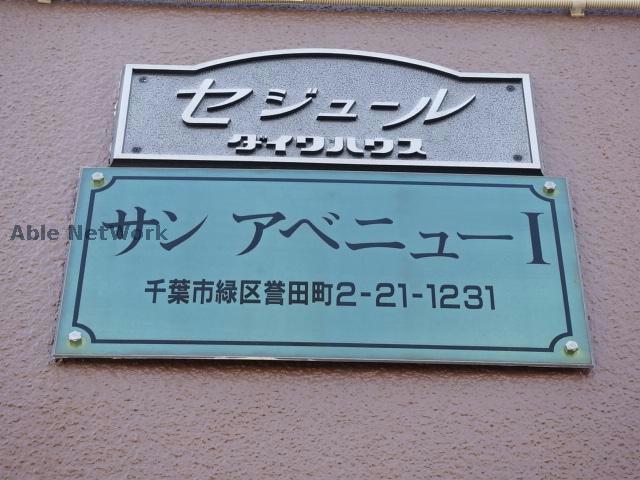 セジュール
ダイワハウス
サン アベニューI
Able Network
千葉市緑区誉田町2-21-1231